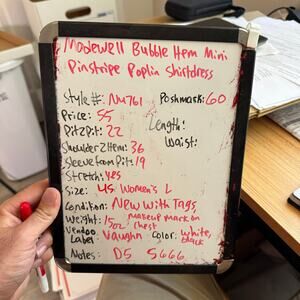 Madewell Bubble Hem Mini
Pinstripe Poplin Shirtdress
Style#: NM761 Poshmark: 60
Price: 55 Length:
Pit2Pit: 22 Waist:
Shoulder2Hem: 36
Sleeve from Pit: 19
Stretch: yes
Size: US Women's L
Condition: New With Tags
Weight: 15oz makeup mark on chest
Vendoo Label Vaughn Color: white, black
Notes: D5 5666